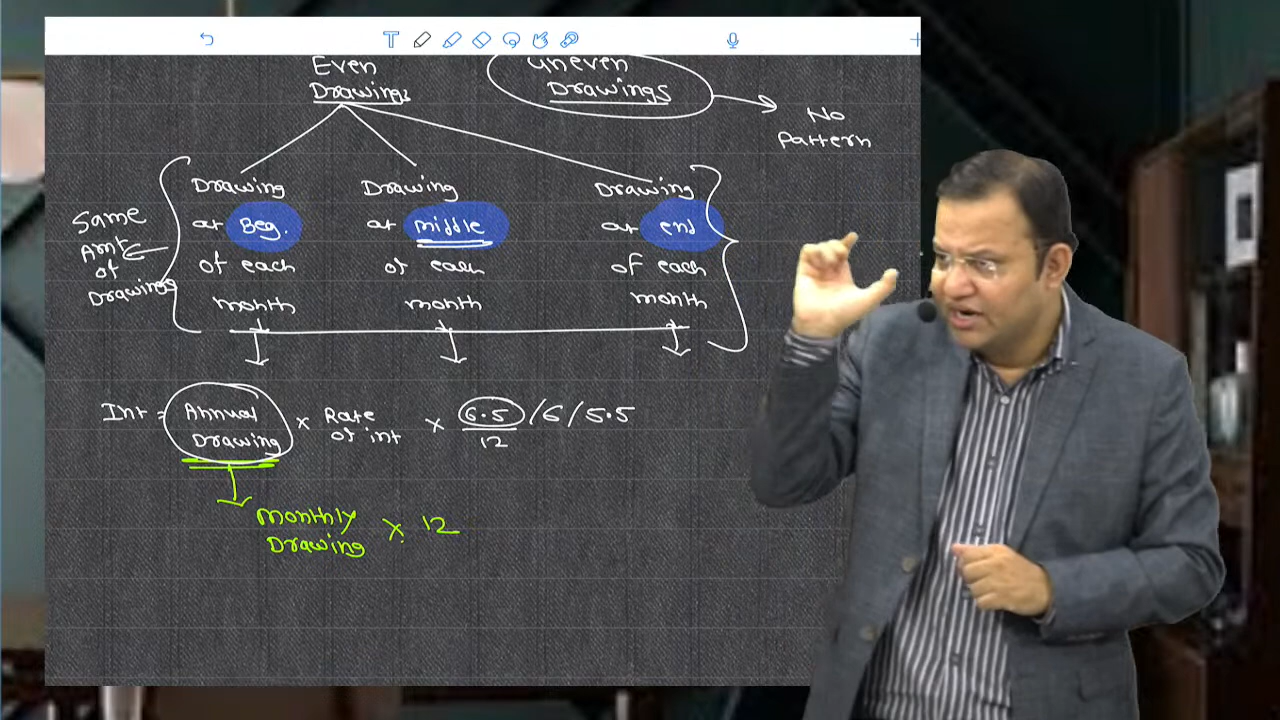 Even
Drawings
Uneven
Drawings
No
Pattern
Drawing
at Beg.
of each
month
Drawing
at middle
of each
month
Drawing
at end
of each
month
Same
Amt
of
Drawings
Int = Annual Drawing × Rate of int × 6.5/12 /6/5.5
Monthly
Drawing × 12